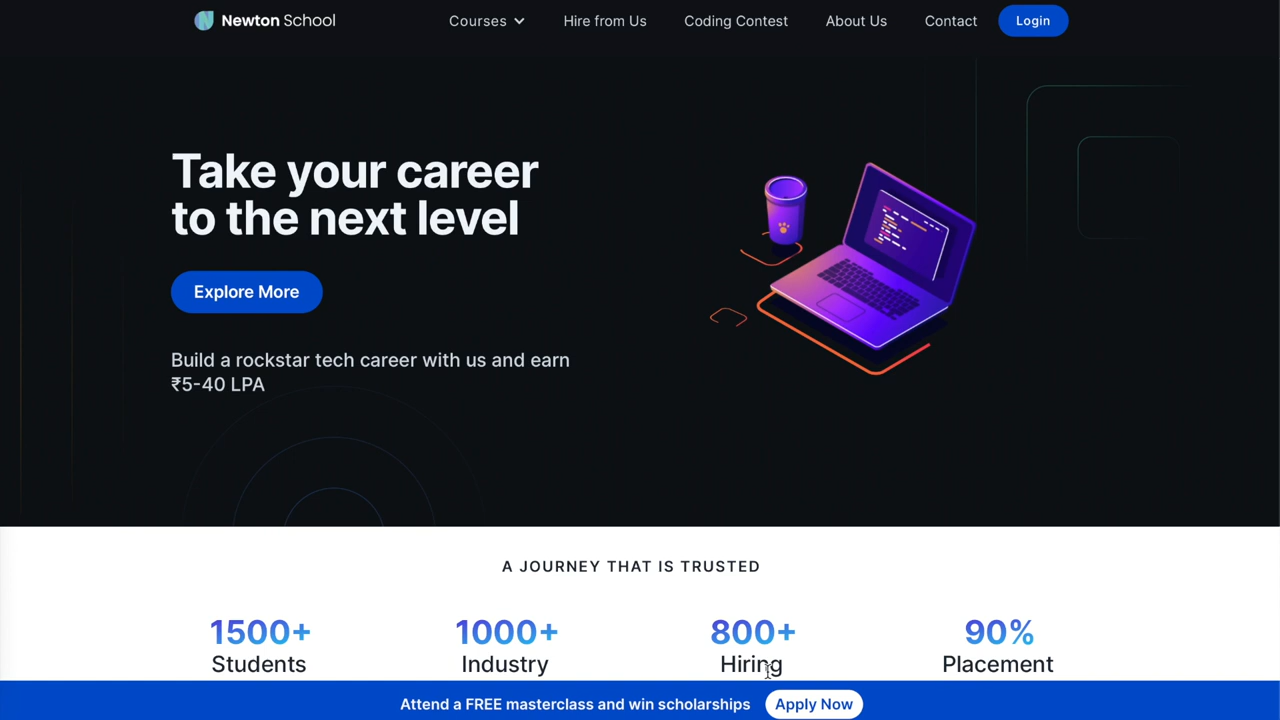 Newton School
Courses
Hire from Us
Coding Contest
About Us
Contact
Login
Take your career
to the next level
Explore More
Build a rockstar tech career with us and earn
₹5-40 LPA
A JOURNEY THAT IS TRUSTED
1500+
Students
1000+
Industry
800+
Hiring
90%
Placement
Attend a FREE masterclass and win scholarships
Apply Now